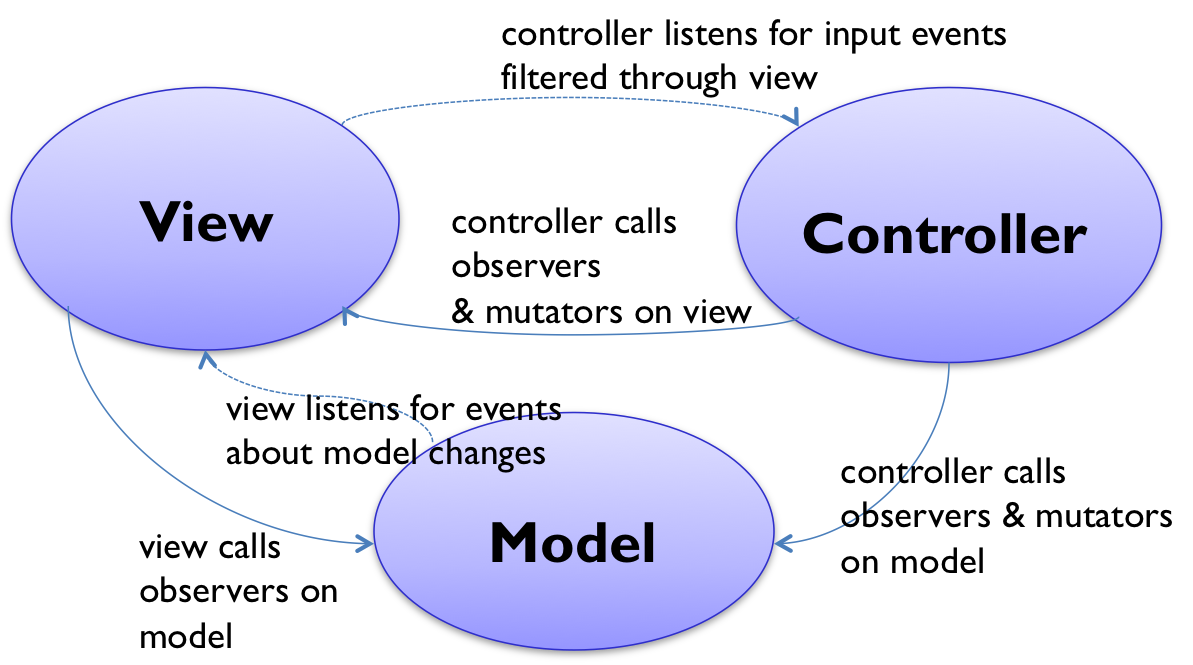 controller listens for input events
filtered through view
View
Controller
controller calls
observers
& mutators on view
view listens for events
about model changes
controller calls
observers & mutators
on model
Model
view calls
observers on
model